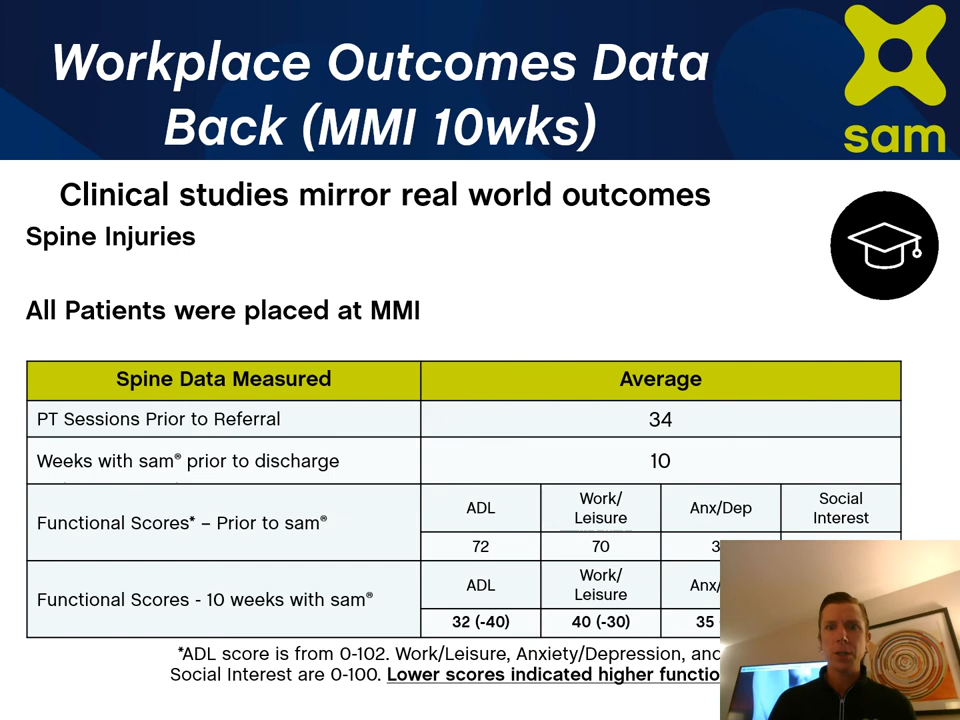 Workplace Outcomes Data
Back (MMI 10wks)
sam
Clinical studies mirror real world outcomes
Spine Injuries
All Patients were placed at MMI
Spine Data Measured Average
PT Sessions Prior to Referral 34
Weeks with sam® prior to discharge 10
Functional Scores* – Prior to sam®
ADL Work/ Leisure Anx/Dep Social Interest
72 70 3
Functional Scores - 10 weeks with sam®
ADL Work/ Leisure Anx/
32 (-40) 40 (-30) 35
*ADL score is from 0-102. Work/Leisure, Anxiety/Depression, and
Social Interest are 0-100. Lower scores indicated higher functio